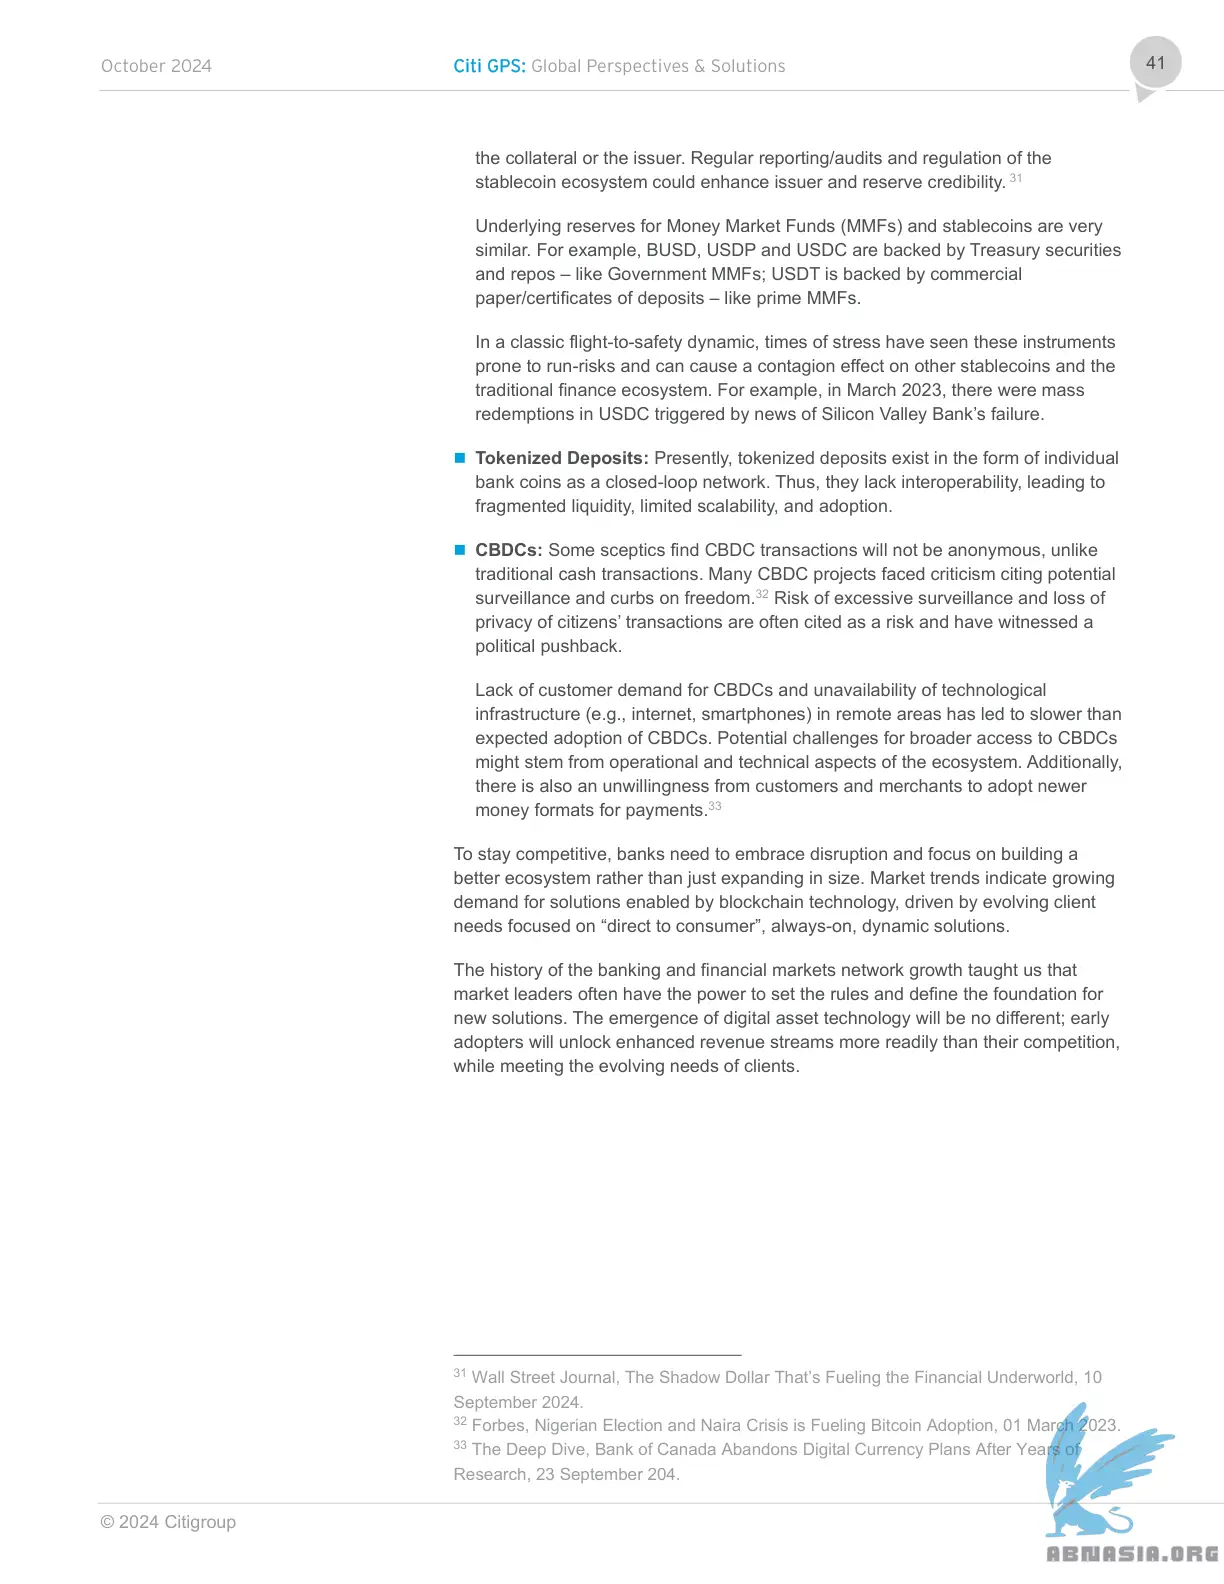 October 2024
Citi GPS: Global Perspectives & Solutions
41
the collateral or the issuer. Regular reporting/audits and regulation of the
stablecoin ecosystem could enhance issuer and reserve credibility. 31
Underlying reserves for Money Market Funds (MMFs) and stablecoins are very
similar. For example, BUSD, USDP and USDC are backed by Treasury securities
and repos – like Government MMFs; USDT is backed by commercial
paper/certificates of deposits – like prime MMFs.
In a classic flight-to-safety dynamic, times of stress have seen these instruments
prone to run-risks and can cause a contagion effect on other stablecoins and the
traditional finance ecosystem. For example, in March 2023, there were mass
redemptions in USDC triggered by news of Silicon Valley Bank’s failure.
■ Tokenized Deposits: Presently, tokenized deposits exist in the form of individual
bank coins as a closed-loop network. Thus, they lack interoperability, leading to
fragmented liquidity, limited scalability, and adoption.
■ CBDCs: Some sceptics find CBDC transactions will not be anonymous, unlike
traditional cash transactions. Many CBDC projects faced criticism citing potential
surveillance and curbs on freedom.32 Risk of excessive surveillance and loss of
privacy of citizens’ transactions are often cited as a risk and have witnessed a
political pushback.
Lack of customer demand for CBDCs and unavailability of technological
infrastructure (e.g., internet, smartphones) in remote areas has led to slower than
expected adoption of CBDCs. Potential challenges for broader access to CBDCs
might stem from operational and technical aspects of the ecosystem. Additionally,
there is also an unwillingness from customers and merchants to adopt newer
money formats for payments.33
To stay competitive, banks need to embrace disruption and focus on building a
better ecosystem rather than just expanding in size. Market trends indicate growing
demand for solutions enabled by blockchain technology, driven by evolving client
needs focused on “direct to consumer”, always-on, dynamic solutions.
The history of the banking and financial markets network growth taught us that
market leaders often have the power to set the rules and define the foundation for
new solutions. The emergence of digital asset technology will be no different; early
adopters will unlock enhanced revenue streams more readily than their competition,
while meeting the evolving needs of clients.
31 Wall Street Journal, The Shadow Dollar That’s Fueling the Financial Underworld, 10
September 2024.
32 Forbes, Nigerian Election and Naira Crisis is Fueling Bitcoin Adoption, 01 March 2023.
33 The Deep Dive, Bank of Canada Abandons Digital Currency Plans After Years of
Research, 23 September 204.
© 2024 Citigroup
ABNASIA.ORG